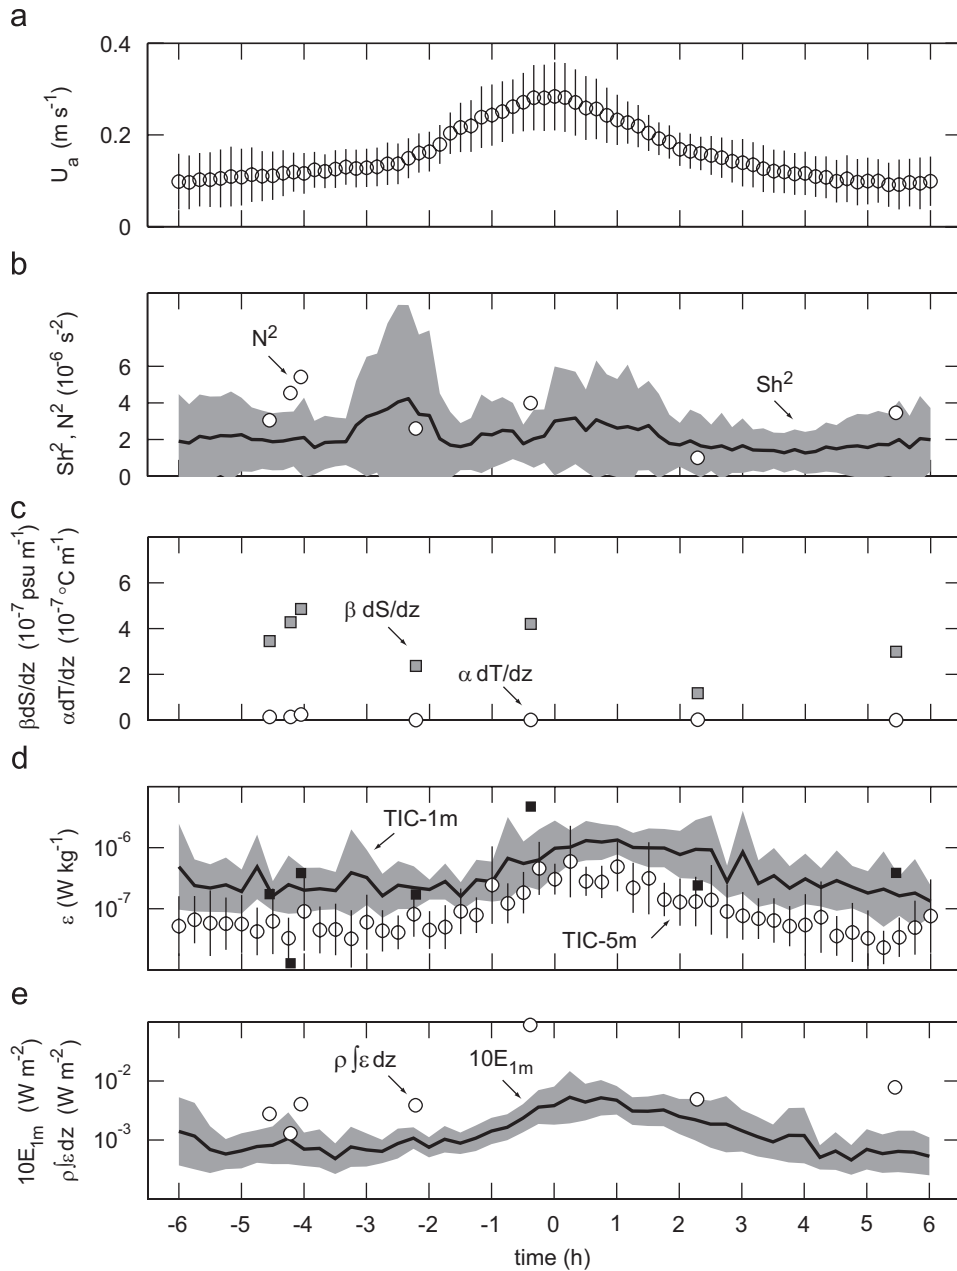 a
0.4
0.2
0
U_a (m s^-1)
b
6
4
2
0
Sh^2, N^2 (10^-6 s^-2)
N^2
Sh^2
c
6
4
2
0
βdS/dz (10^-7 psu m^-1)
αdT/dz (10^-7 °C m^-1)
β dS/dz
α dT/dz
d
10^-6
10^-7
ε (W kg^-1)
TIC-1m
TIC-5m
e
10^-2
10^-3
10E_1m (W m^-2)
ρ∫εdz (W m^-2)
ρ ∫ε dz
10E_1m
-6 -5 -4 -3 -2 -1 0 1 2 3 4 5 6
time (h)